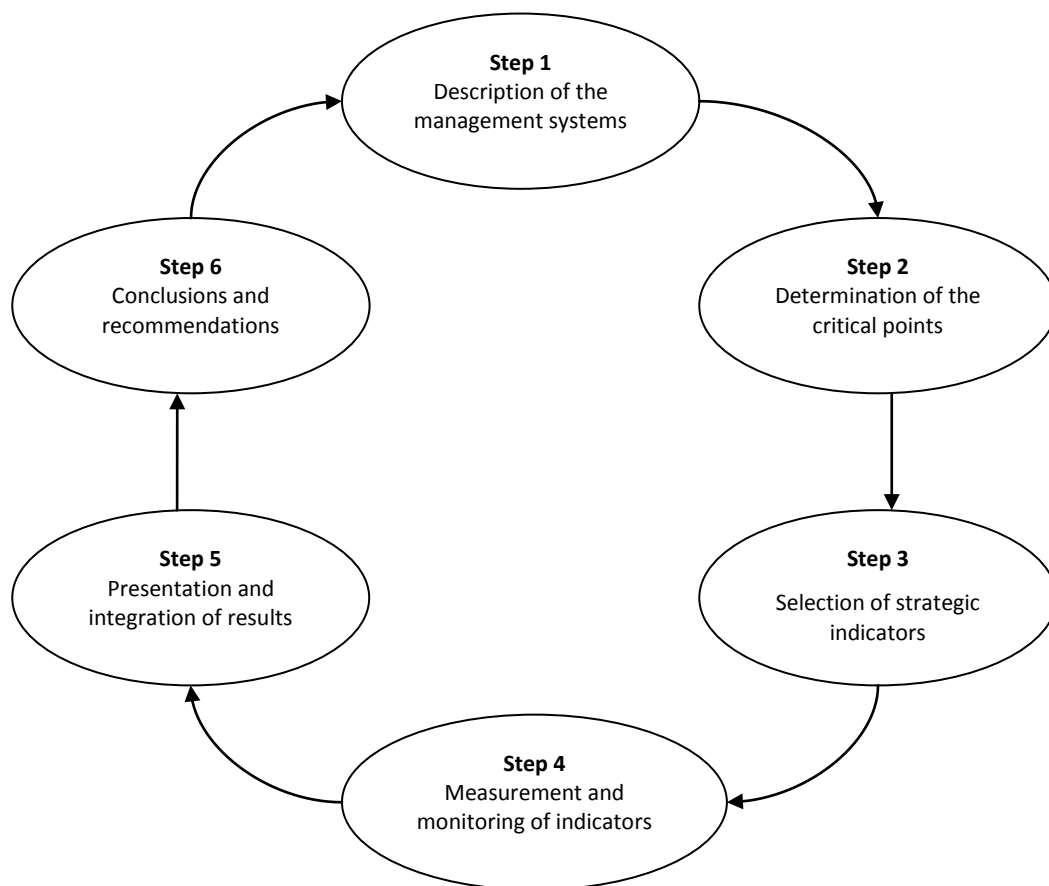 Step 1
Description of the
management systems
Step 2
Determination of the
critical points
Step 3
Selection of strategic
indicators
Step 4
Measurement and
monitoring of indicators
Step 5
Presentation and
integration of results
Step 6
Conclusions and
recommendations